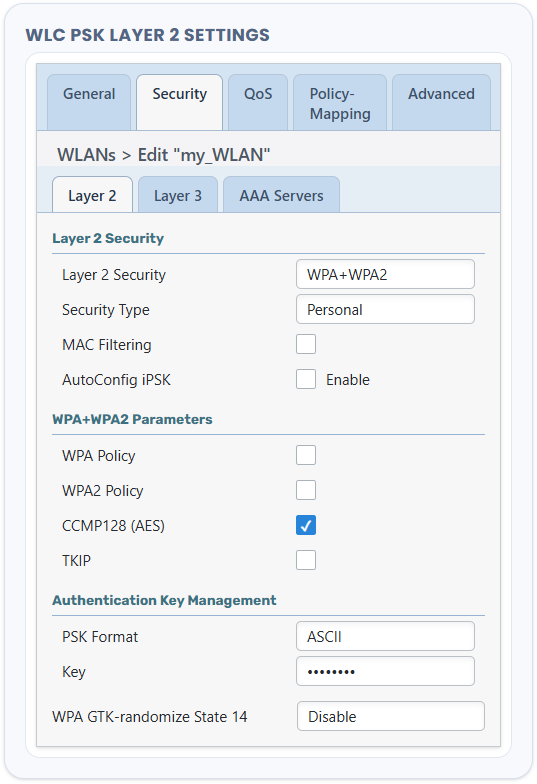 WLC PSK LAYER 2 SETTINGS
General Security QoS Policy-Mapping Advanced
WLANs > Edit "my_WLAN"
Layer 2 Layer 3 AAA Servers
Layer 2 Security
Layer 2 Security WPA+WPA2
Security Type Personal
MAC Filtering
AutoConfig iPSK Enable
WPA+WPA2 Parameters
WPA Policy
WPA2 Policy
CCMP128 (AES)
TKIP
Authentication Key Management
PSK Format ASCII
Key ••••••••
WPA GTK-randomize State 14 Disable